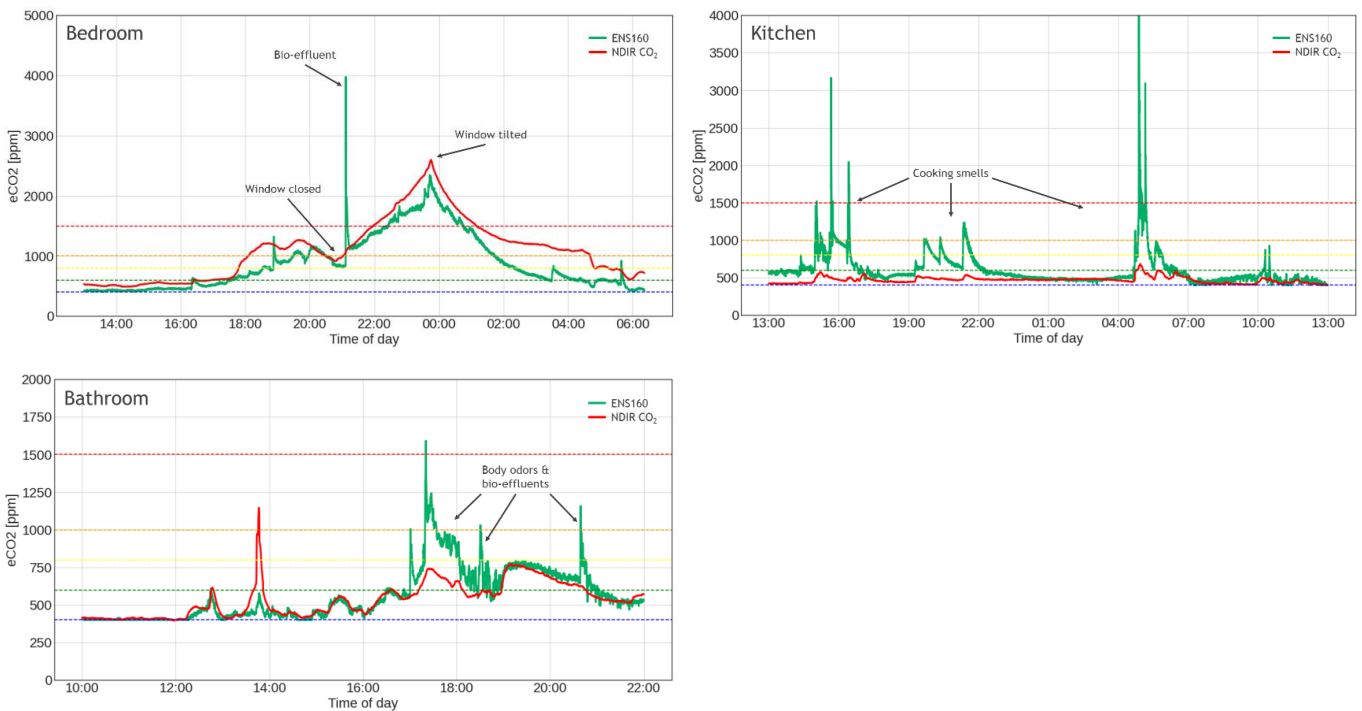 Bedroom
ENS160
NDIR CO₂
Bio-effluent
Window tilted
Window closed
eCO2 [ppm]
5000
4000
3000
2000
1000
0
14:00 16:00 18:00 20:00 22:00 00:00 02:00 04:00 06:00
Time of day
Kitchen
ENS160
NDIR CO₂
Cooking smells
eCO2 [ppm]
4000
3500
3000
2500
2000
1500
1000
500
0
13:00 16:00 19:00 22:00 01:00 04:00 07:00 10:00 13:00
Time of day
Bathroom
ENS160
NDIR CO₂
Body odors &
bio-effluents
eCO2 [ppm]
2000
1750
1500
1250
1000
750
500
250
0
10:00 12:00 14:00 16:00 18:00 20:00 22:00
Time of day